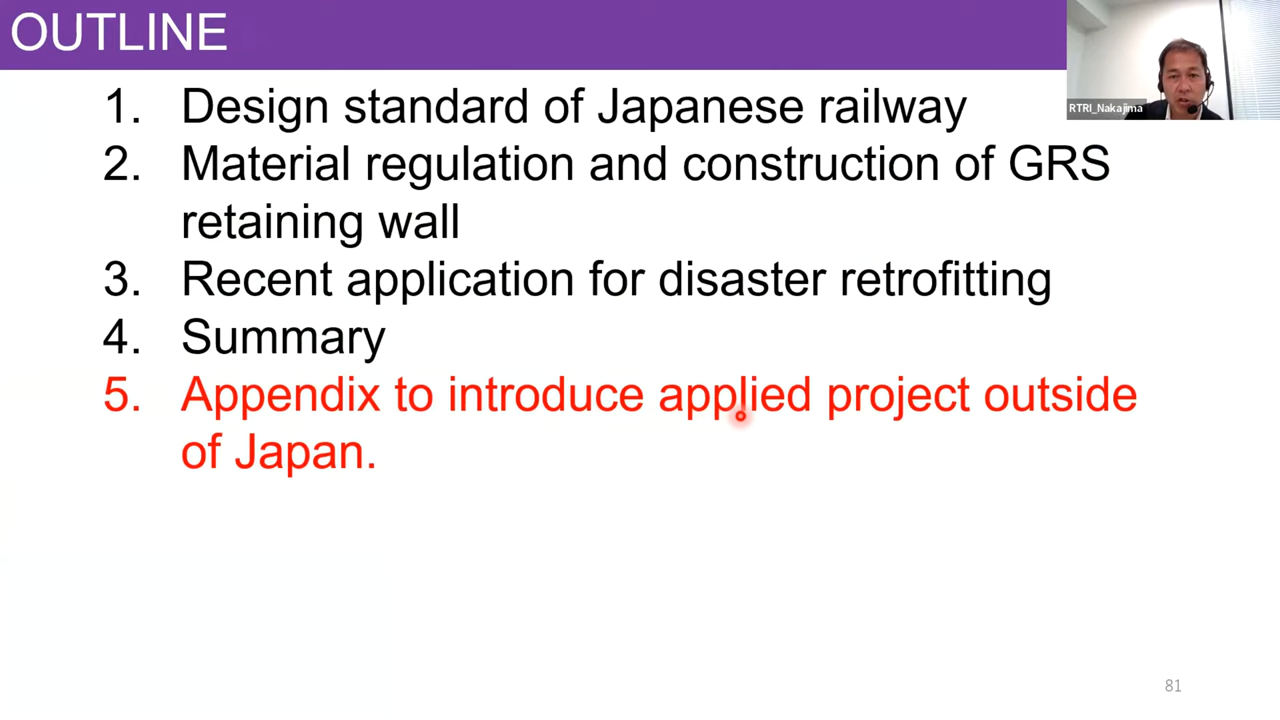 OUTLINE
RTRI_Nakajima
1. Design standard of Japanese railway
2. Material regulation and construction of GRS
retaining wall
3. Recent application for disaster retrofitting
4. Summary
5. Appendix to introduce applied project outside
of Japan.
81